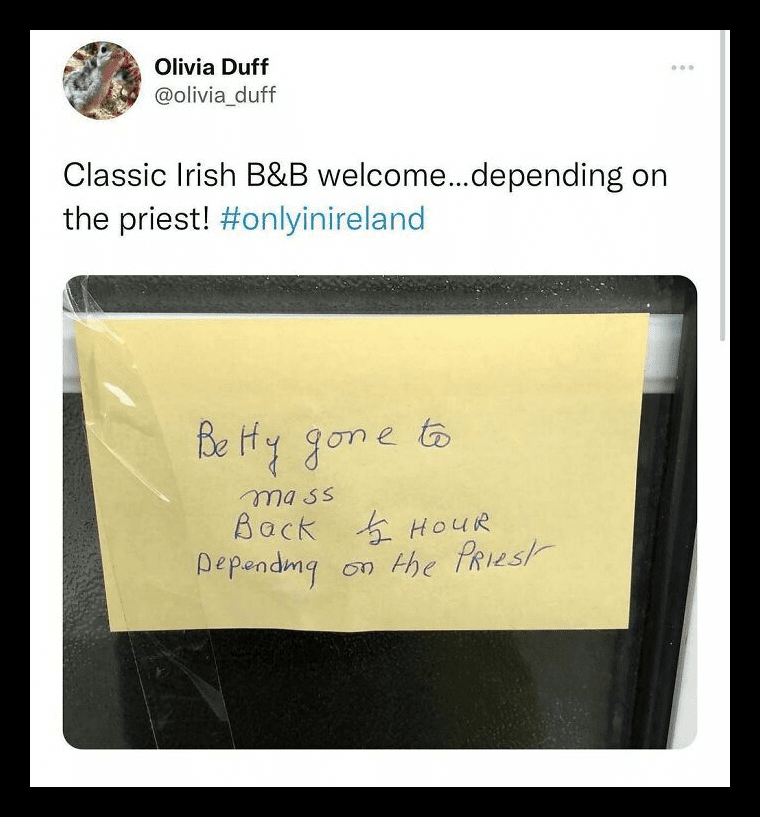 Olivia Duff
@olivia_duff
Classic Irish B&B welcome...depending on
the priest! #onlyinireland
Betty gone to
mass
Back ½ HOUR
Depending on the Priest